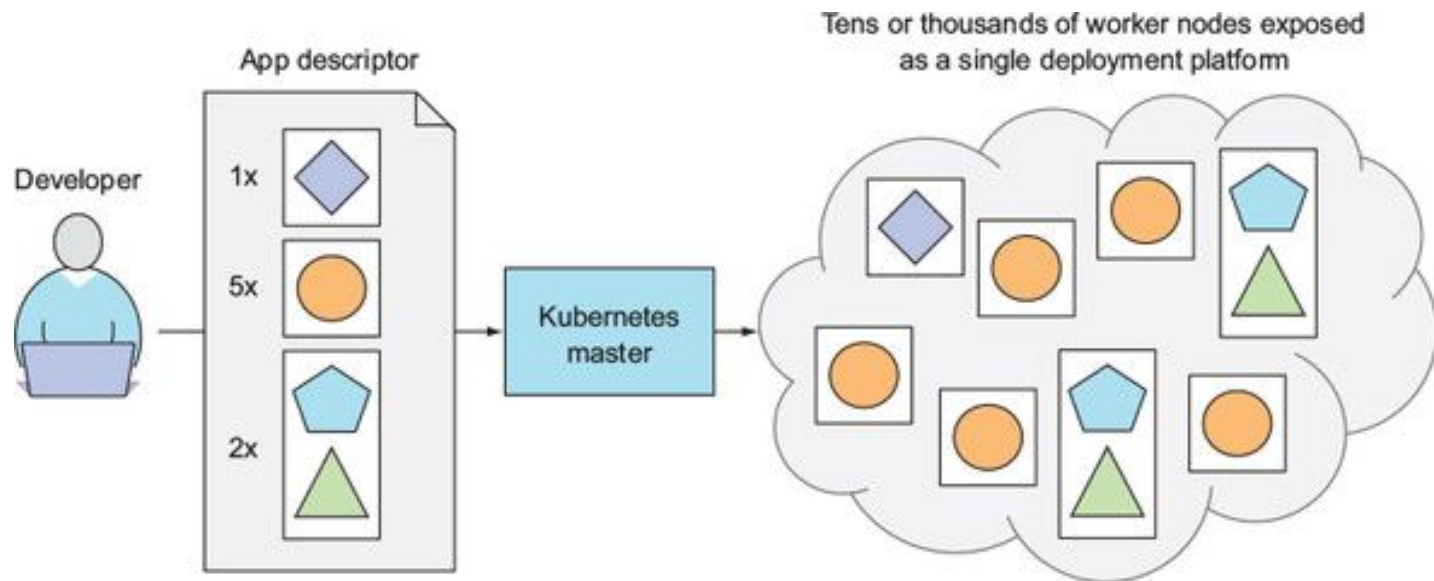 Tens or thousands of worker nodes exposed
as a single deployment platform
App descriptor
Developer
1x
5x
2x
Kubernetes
master